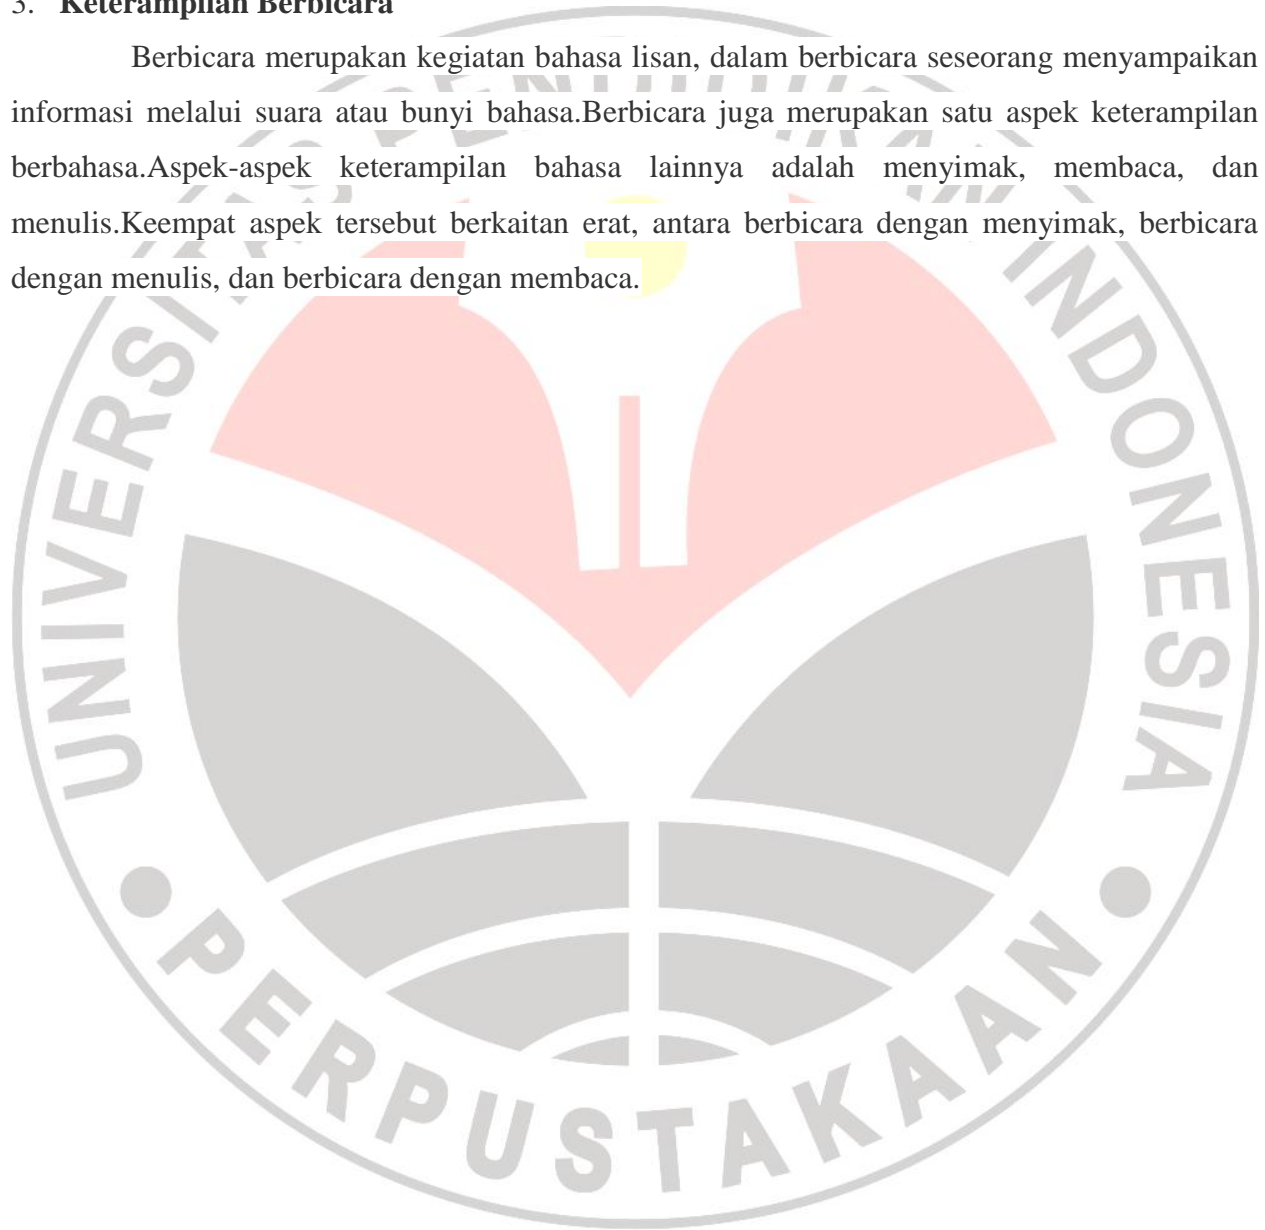 3. Keterampilan Berbicara
Berbicara merupakan kegiatan bahasa lisan, dalam berbicara seseorang menyampaikan
informasi melalui suara atau bunyi bahasa.Berbicara juga merupakan satu aspek keterampilan
berbahasa.Aspek-aspek keterampilan bahasa lainnya adalah menyimak, membaca, dan
menulis.Keempat aspek tersebut berkaitan erat, antara berbicara dengan menyimak, berbicara
dengan menulis, dan berbicara dengan membaca.
UNIVERSITAS PENDIDIKAN INDONESIA
PERPUSTAKAAN